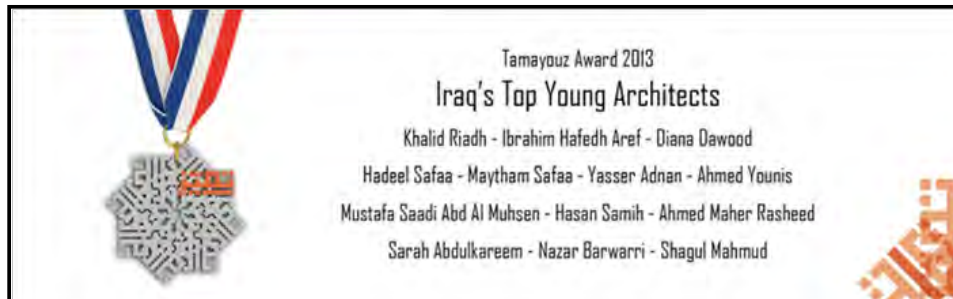 Tamayouz Award 2013
Iraq's Top Young Architects
Khalid Riadh - Ibrahim Hafedh Aref - Diana Dawood
Hadeel Safaa - Maytham Safaa - Yasser Adnan - Ahmed Younis
Mustafa Saadi Abd Al Muhsen - Hasan Samih - Ahmed Maher Rasheed
Sarah Abdulkareem - Nazar Barwarri - Shagul Mahmud